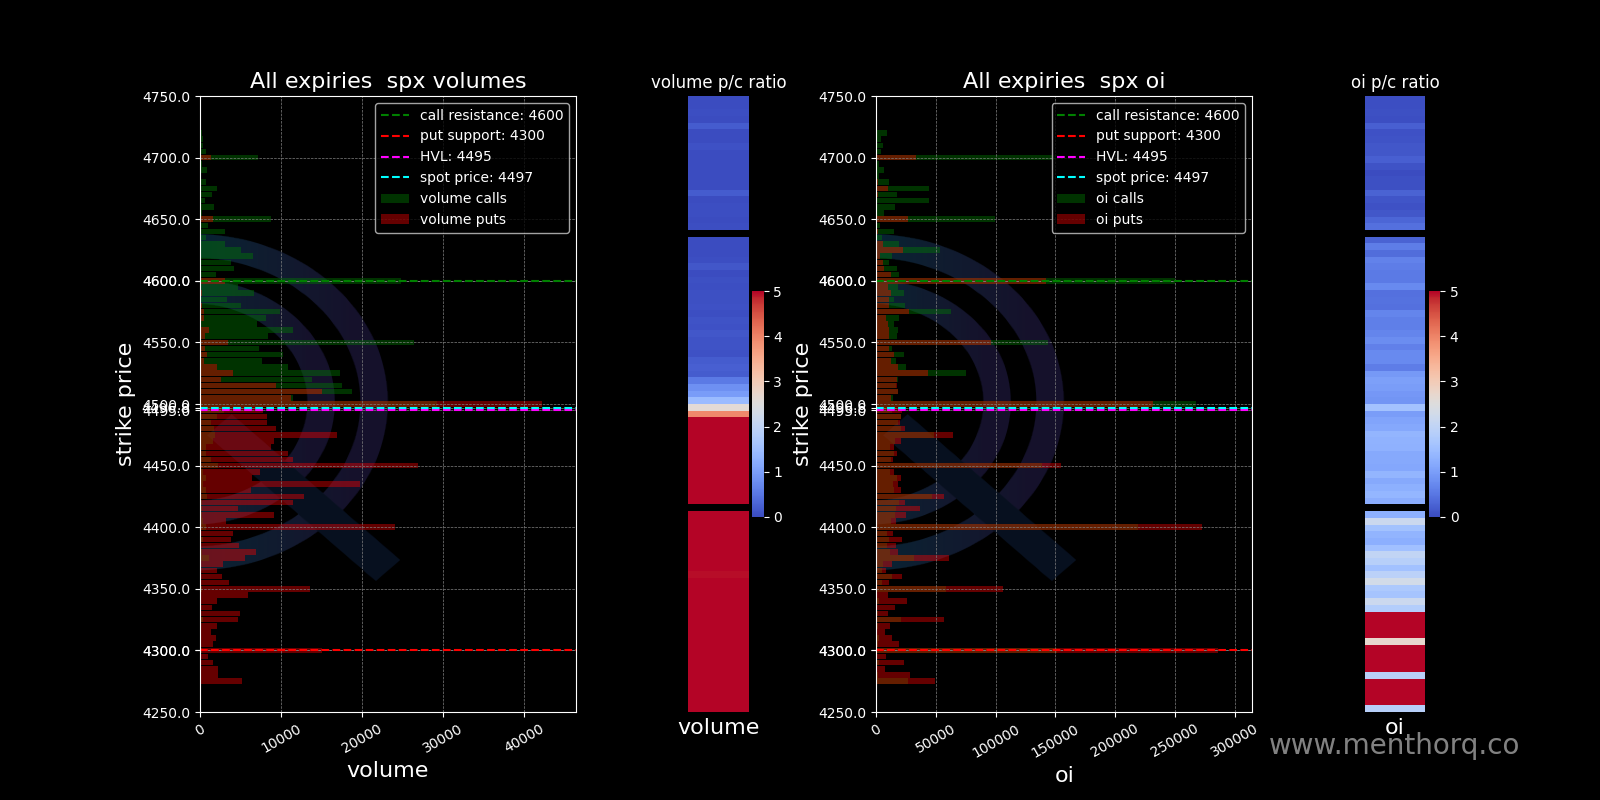 All expiries  spx volumes
volume p/c ratio
All expiries  spx oi
oi p/c ratio
call resistance: 4600
put support: 4300
HVL: 4495
spot price: 4497
volume calls
volume puts
call resistance: 4600
put support: 4300
HVL: 4495
spot price: 4497
oi calls
oi puts
strike price
4750.0
4700.0
4650.0
4600.0
4550.0
4500.0
4495.0
4450.0
4400.0
4350.0
4300.0
4250.0
0
10000
20000
30000
40000
volume
5
4
3
2
1
0
volume
strike price
4750.0
4700.0
4650.0
4600.0
4550.0
4500.0
4495.0
4450.0
4400.0
4350.0
4300.0
4250.0
0
50000
100000
150000
200000
250000
300000
oi
5
4
3
2
1
0
oi
www.menthorq.co